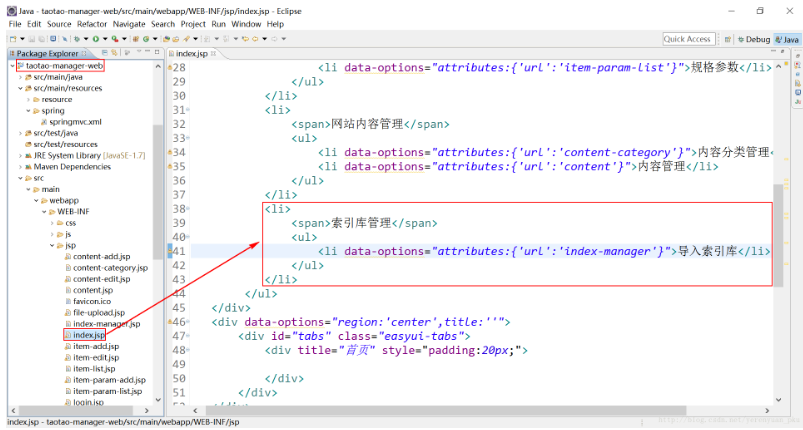 Java - taotao-manager-web/src/main/webapp/WEB-INF/jsp/index.jsp - Eclipse
File Edit Source Refactor Navigate Search Project Run Window Help
Quick Access
Debug
Java
Package Explorer
taotao-manager-web
src/main/java
src/main/resources
resource
spring
springmvc.xml
src/test/java
src/test/resources
JRE System Library [JavaSE-1.7]
Maven Dependencies
src
main
webapp
WEB-INF
css
js
jsp
content-add.jsp
content-category.jsp
content-edit.jsp
content.jsp
favicon.ico
file-upload.jsp
index-manager.jsp
index.jsp
item-add.jsp
item-edit.jsp
item-list.jsp
item-param-add.jsp
item-param-list.jsp
login.jsp
index.jsp
28 <li data-options="attributes:{'url':'item-param-list'}">规格参数</li>
29 </ul>
30 </li>
31 <li>
32 <span>网站内容管理</span>
33 <ul>
34 <li data-options="attributes:{'url':'content-category'}">内容分类管理<
35 <li data-options="attributes:{'url':'content'}">内容管理</li>
36 </ul>
37 </li>
38 <li>
39 <span>索引库管理</span>
40 <ul>
41 <li data-options="attributes:{'url':'index-manager'}">导入索引库</li>
42 </ul>
43 </li>
44 </ul>
45 </div>
46 <div data-options="region:'center',title:''">
47 <div id="tabs" class="easyui-tabs">
48 <div title="首页" style="padding:20px;">
49
50 </div>
51 </div>
52 </div>
index.jsp - taotao-manager-web/src/main/webapp/WEB-INF/jsp